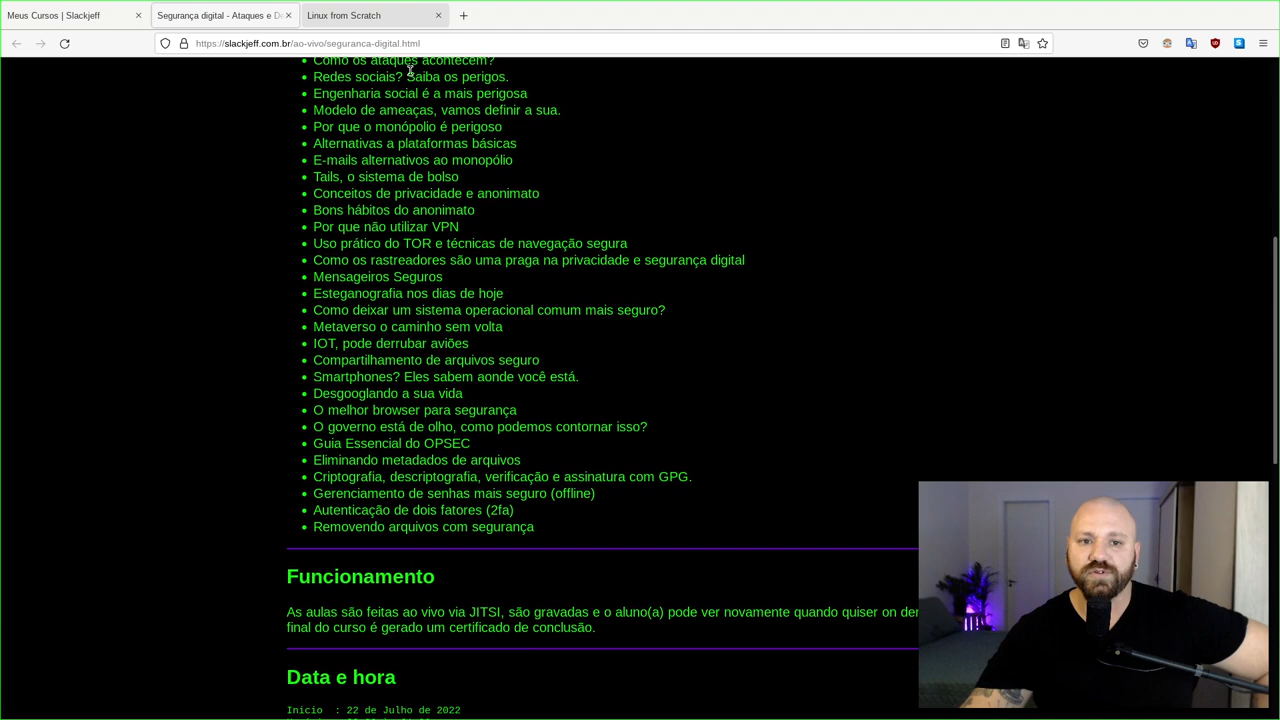 Meus Cursos | Slackjeff
Segurança digital - Ataques e De
Linux from Scratch
https://slackjeff.com.br/ao-vivo/seguranca-digital.html
Como os ataques acontecem?
Redes sociais? Saiba os perigos.
Engenharia social é a mais perigosa
Modelo de ameaças, vamos definir a sua.
Por que o monópolio é perigoso
Alternativas a plataformas básicas
E-mails alternativos ao monopólio
Tails, o sistema de bolso
Conceitos de privacidade e anonimato
Bons hábitos do anonimato
Por que não utilizar VPN
Uso prático do TOR e técnicas de navegação segura
Como os rastreadores são uma praga na privacidade e segurança digital
Mensageiros Seguros
Esteganografia nos dias de hoje
Como deixar um sistema operacional comum mais seguro?
Metaverso o caminho sem volta
IOT, pode derrubar aviões
Compartilhamento de arquivos seguro
Smartphones? Eles sabem aonde você está.
Desgooglando a sua vida
O melhor browser para segurança
O governo está de olho, como podemos contornar isso?
Guia Essencial do OPSEC
Eliminando metadados de arquivos
Criptografia, descriptografia, verificação e assinatura com GPG.
Gerenciamento de senhas mais seguro (offline)
Autenticação de dois fatores (2fa)
Removendo arquivos com segurança
Funcionamento
As aulas são feitas ao vivo via JITSI, são gravadas e o aluno(a) pode ver novamente quando quiser on
final do curso é gerado um certificado de conclusão.
Data e hora
Inicio : 22 de Julho de 2022